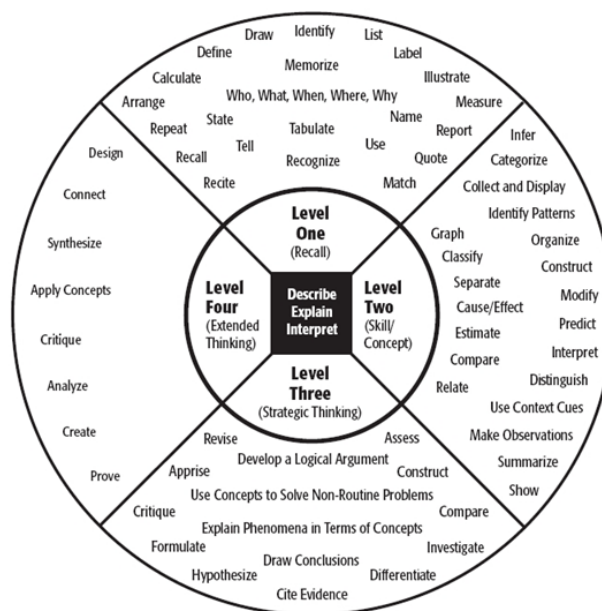 Draw
Identify
List
Define
Label
Memorize
Calculate
Illustrate
Arrange
Who, What, When, Where, Why
Measure
Repeat
State
Tabulate
Name
Report
Recall
Tell
Recognize
Use
Quote
Recite
Match
Level
One
(Recall)
Infer
Categorize
Collect and Display
Identify Patterns
Graph
Organize
Classify
Construct
Separate
Modify
Cause/Effect
Predict
Estimate
Interpret
Compare
Distinguish
Relate
Use Context Cues
Make Observations
Summarize
Show
Level
Two
(Skill/
Concept)
Describe
Explain
Interpret
Level
Three
(Strategic Thinking)
Revise
Assess
Develop a Logical Argument
Apprise
Construct
Use Concepts to Solve Non-Routine Problems
Critique
Compare
Explain Phenomena in Terms of Concepts
Formulate
Investigate
Draw Conclusions
Hypothesize
Differentiate
Cite Evidence
Level
Four
(Extended
Thinking)
Design
Connect
Synthesize
Apply Concepts
Critique
Analyze
Create
Prove